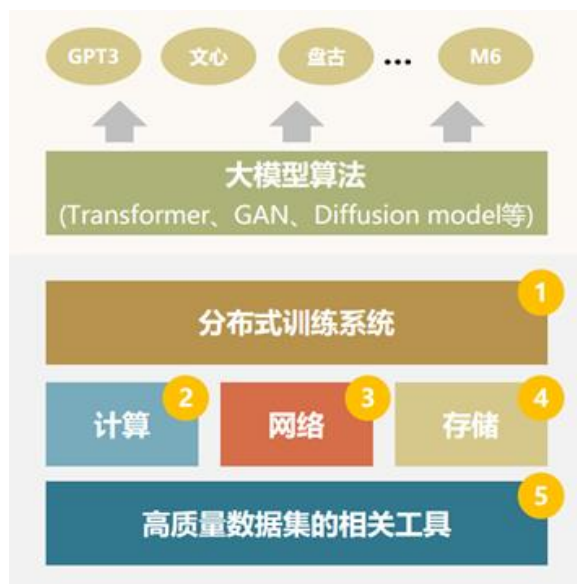 GPT3 文心 盘古 ... M6
大模型算法
(Transformer、GAN、Diffusion model等)
1
分布式训练系统
2 3 4
计算 网络 存储
5
高质量数据集的相关工具